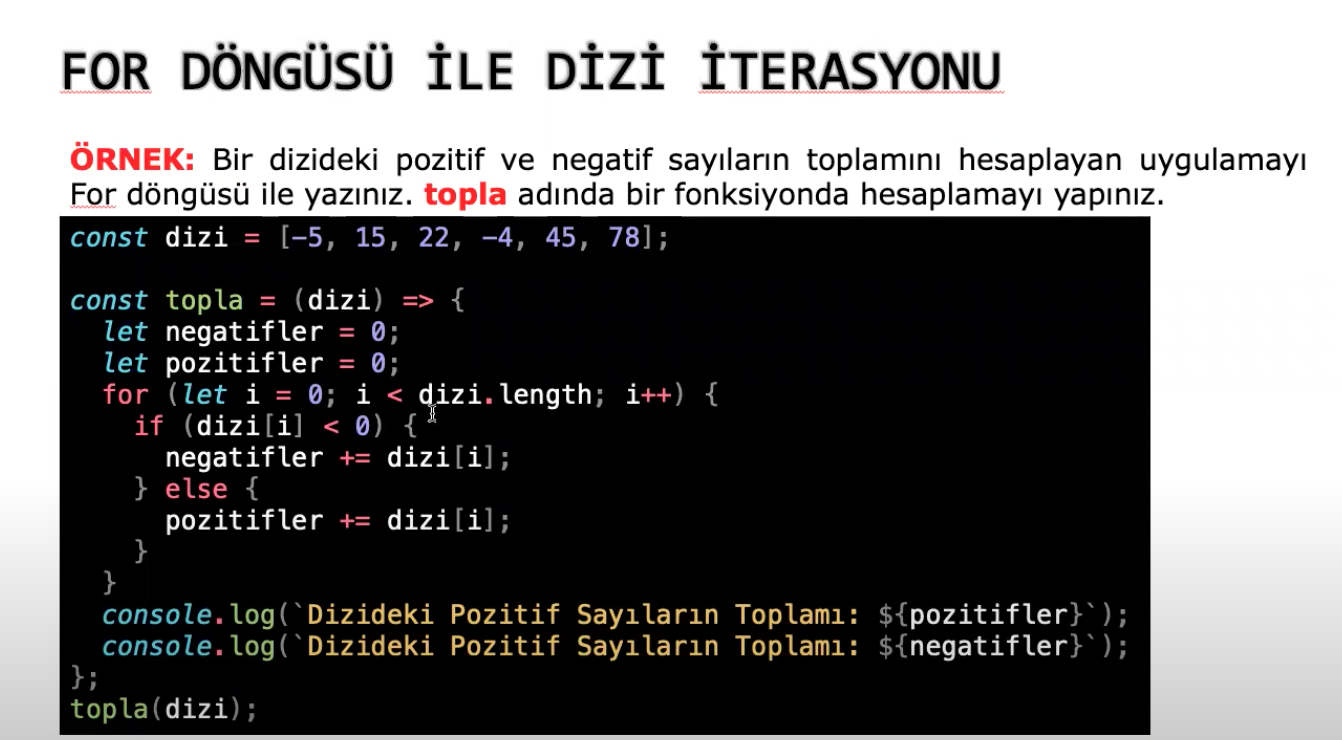 FOR DÖNGÜSÜ İLE DİZİ İTERASYONU
ÖRNEK: Bir dizideki pozitif ve negatif sayıların toplamını hesaplayan uygulamayı
For döngüsü ile yazınız. topla adında bir fonksiyonda hesaplamayı yapınız.
const dizi = [-5, 15, 22, -4, 45, 78];
const topla = (dizi) => {
  let negatifler = 0;
  let pozitifler = 0;
  for (let i = 0; i < dizi.length; i++) {
    if (dizi[i] < 0) {
      negatifler += dizi[i];
    } else {
      pozitifler += dizi[i];
    }
  }
  console.log(`Dizideki Pozitif Sayıların Toplamı: ${pozitifler}`);
  console.log(`Dizideki Pozitif Sayıların Toplamı: ${negatifler}`);
};
topla(dizi);